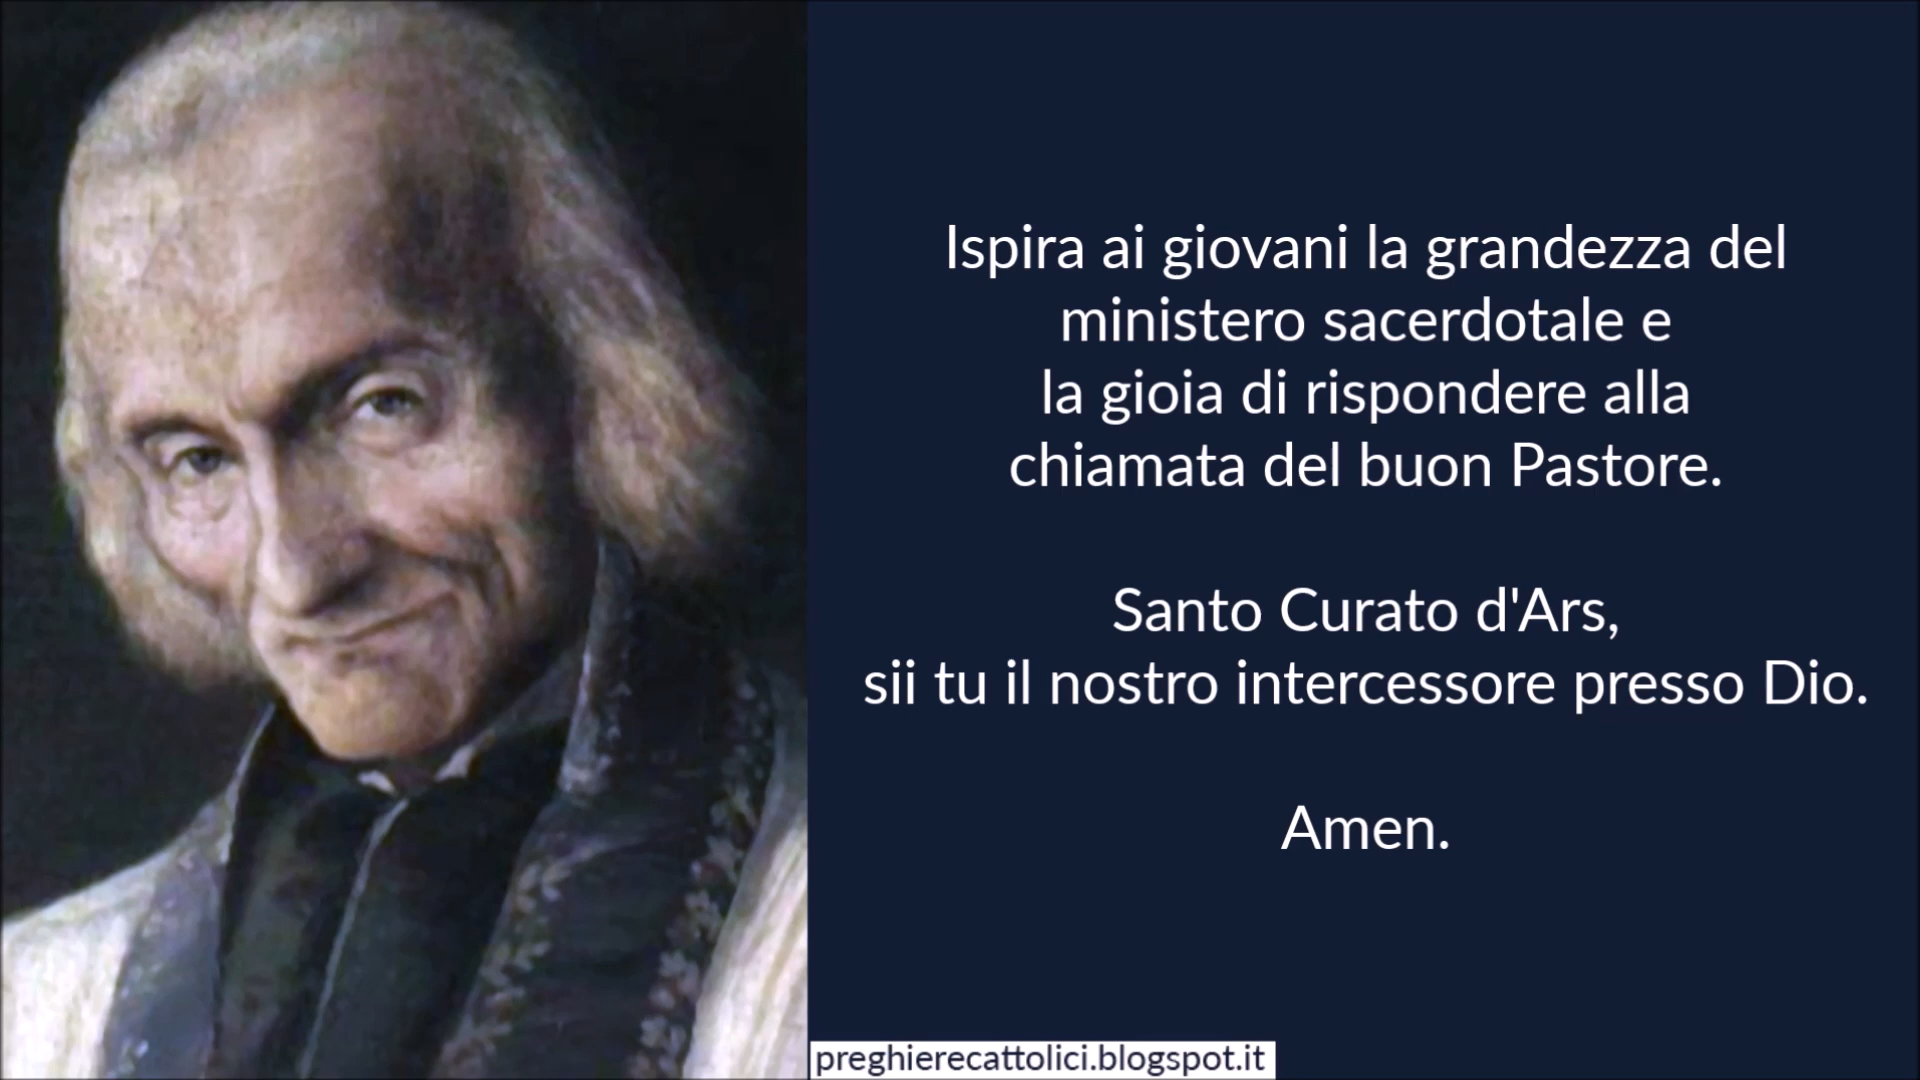 Ispira ai giovani la grandezza del
ministero sacerdotale e
la gioia di rispondere alla
chiamata del buon Pastore.
Santo Curato d'Ars,
sii tu il nostro intercessore presso Dio.
Amen.
preghierecattolici.blogspot.it